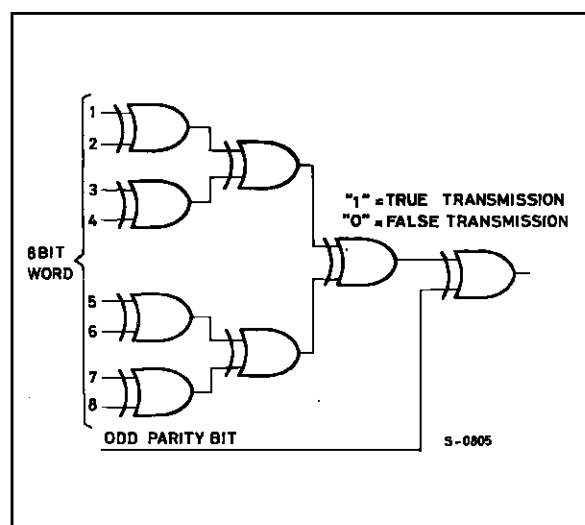 1
2
3
4
8BIT
WORD
5
6
7
8
"1" = TRUE TRANSMISSION
"0" = FALSE TRANSMISSION
ODD PARITY BIT
S-0805